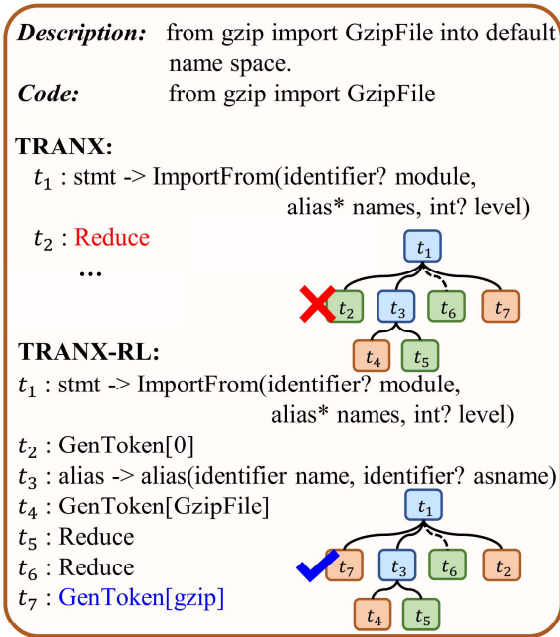 Description: from gzip import GzipFile into default
name space.
Code: from gzip import GzipFile
TRANX:
t₁ : stmt -> ImportFrom(identifier? module,
alias* names, int? level)
t₂ : Reduce
...
t₁
t₂ t₃ t₆ t₇
t₄ t₅
TRANX-RL:
t₁ : stmt -> ImportFrom(identifier? module,
alias* names, int? level)
t₂ : GenToken[0]
t₃ : alias -> alias(identifier name, identifier? asname)
t₄ : GenToken[GzipFile]
t₅ : Reduce
t₆ : Reduce
t₇ : GenToken[gzip]
t₁
t₇ t₃ t₆ t₂
t₄ t₅